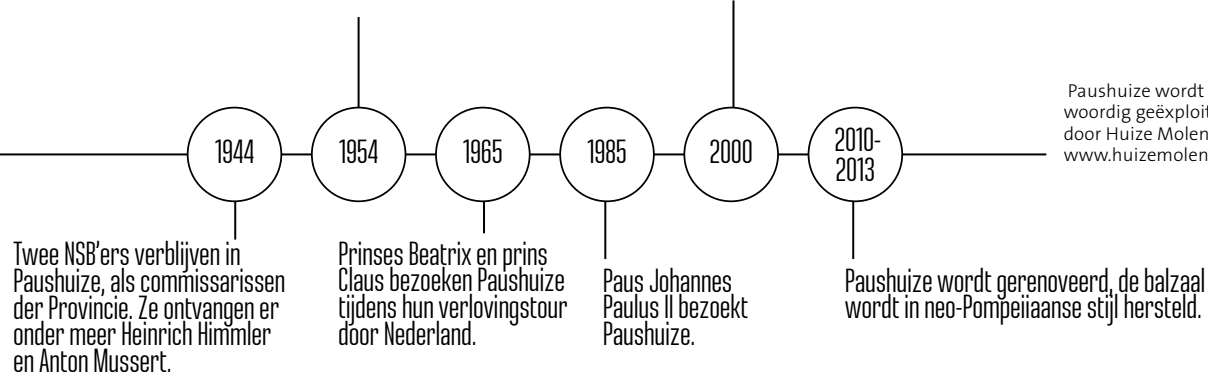 1944
1954
1965
1985
2000
2010-
2013
Twee NSB'ers verblijven in
Paushuize, als commissarissen
der Provincie. Ze ontvangen er
onder meer Heinrich Himmler
en Anton Mussert.
Prinses Beatrix en prins
Claus bezoeken Paushuize
tijdens hun verlovingstour
door Nederland.
Paus Johannes
Paulus II bezoekt
Paushuize.
Paushuize wordt gerenoveerd, de balzaal
wordt in neo-Pompeiiaanse stijl hersteld.
Paushuize wordt
woordig geëxploit
door Huize Molen
www.huizemolen